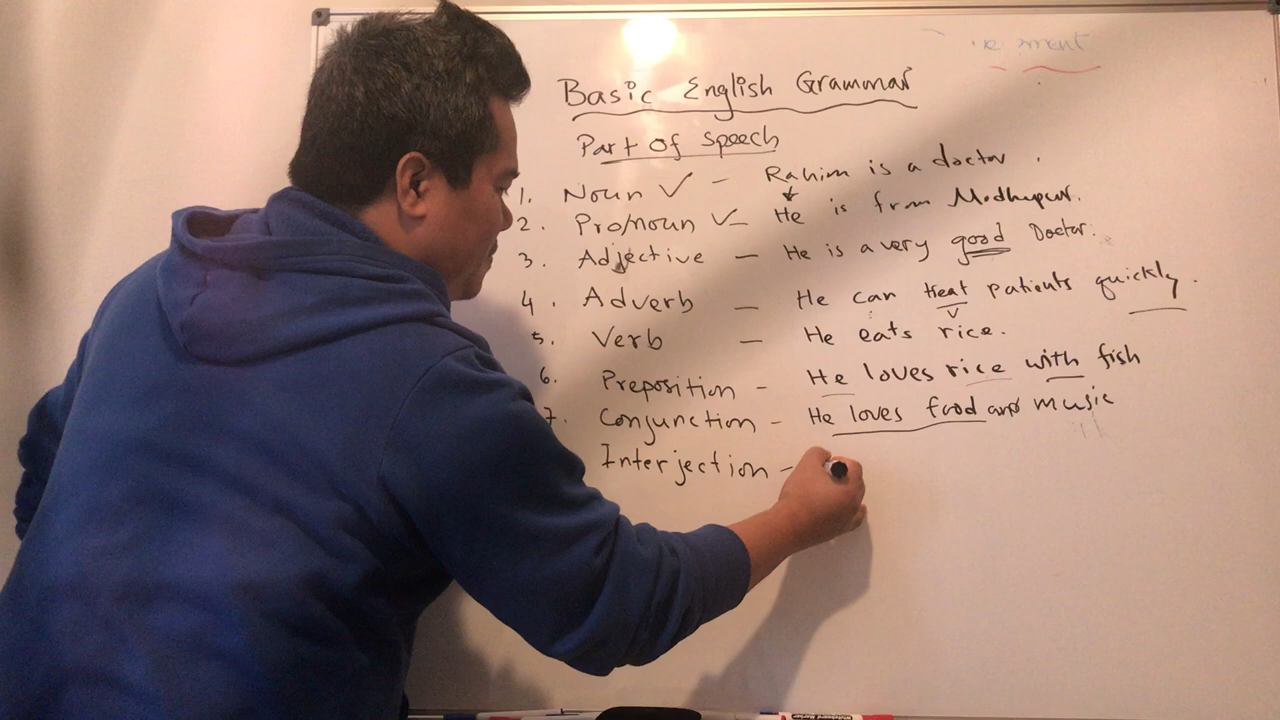 Basic English Grammar
Part of speech
1. Noun ✓ - Rahim is a doctor.
2. Pronoun ✓ - He is from Modhupur.
3. Adjective - He is a very good Doctor.
4. Adverb - He can treat patients quickly.
V
5. Verb - He eats rice.
6. Preposition - He loves rice with fish
7. Conjunction - He loves food and music
Interjection -